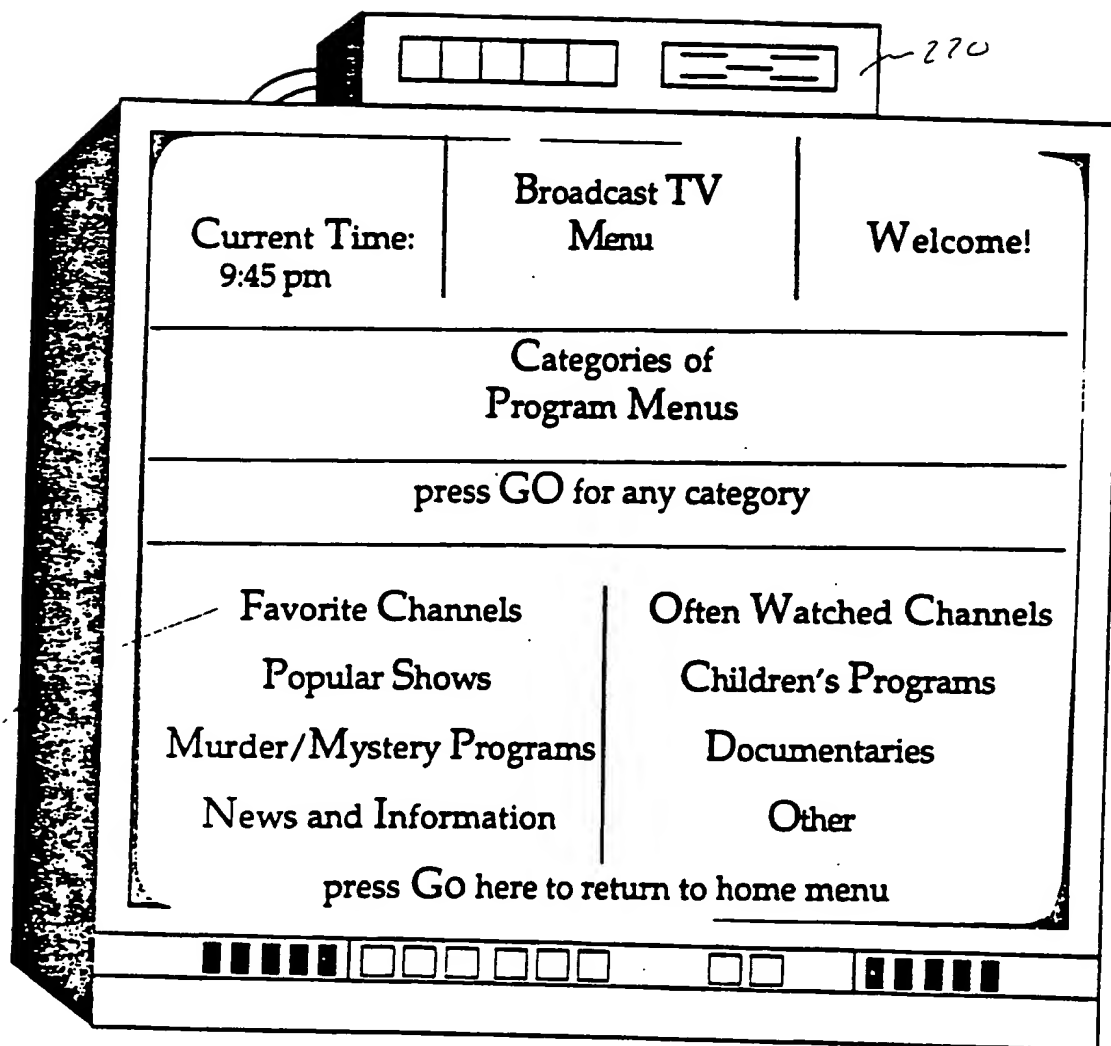 220
Current Time:
9:45 pm
Broadcast TV
Menu
Welcome!
Categories of
Program Menus
press GO for any category
Favorite Channels
Popular Shows
Murder/Mystery Programs
News and Information
Often Watched Channels
Children's Programs
Documentaries
Other
press Go here to return to home menu